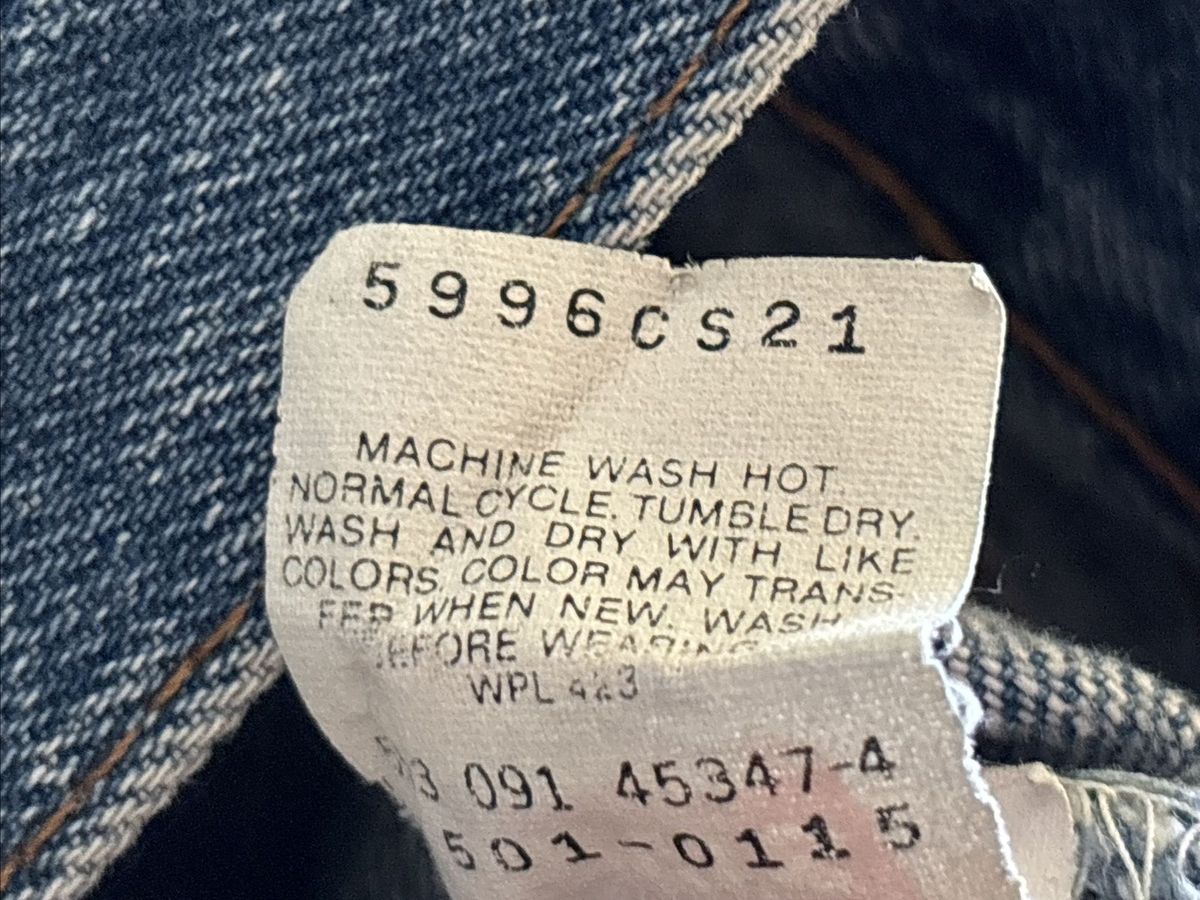 5996CS21
MACHINE WASH HOT.
NORMAL CYCLE. TUMBLE DRY.
WASH AND DRY WITH LIKE
COLORS. COLOR MAY TRANS-
FER WHEN NEW. WASH
BEFORE WEARING
WPL 423
091 45347-4
501-0115